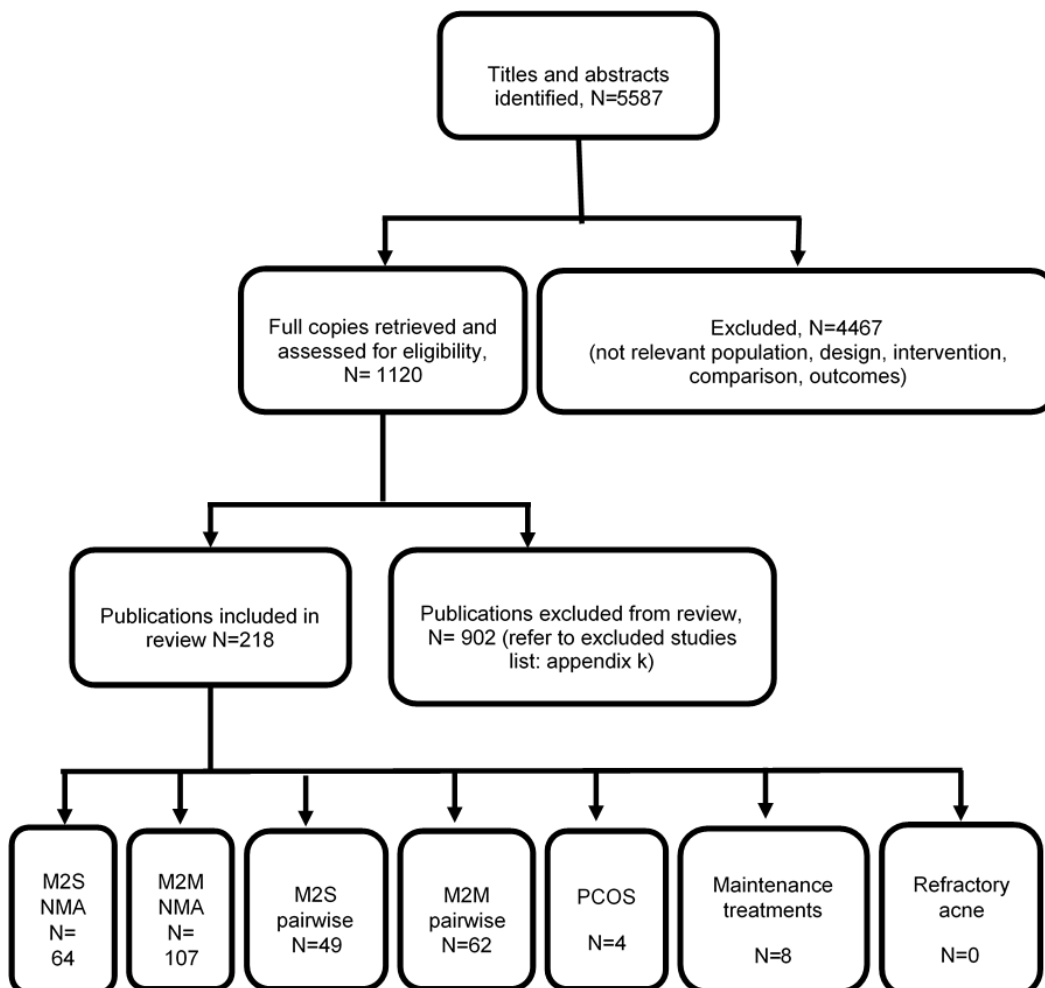 Titles and abstracts
identified, N=5587
Full copies retrieved and
assessed for eligibility,
N= 1120
Excluded, N=4467
(not relevant population, design, intervention,
comparison, outcomes)
Publications included in
review N=218
Publications excluded from review,
N= 902 (refer to excluded studies
list: appendix k)
M2S
NMA
N=
64
M2M
NMA
N=
107
M2S
pairwise
N=49
M2M
pairwise
N=62
PCOS
N=4
Maintenance
treatments
N=8
Refractory
acne
N=0